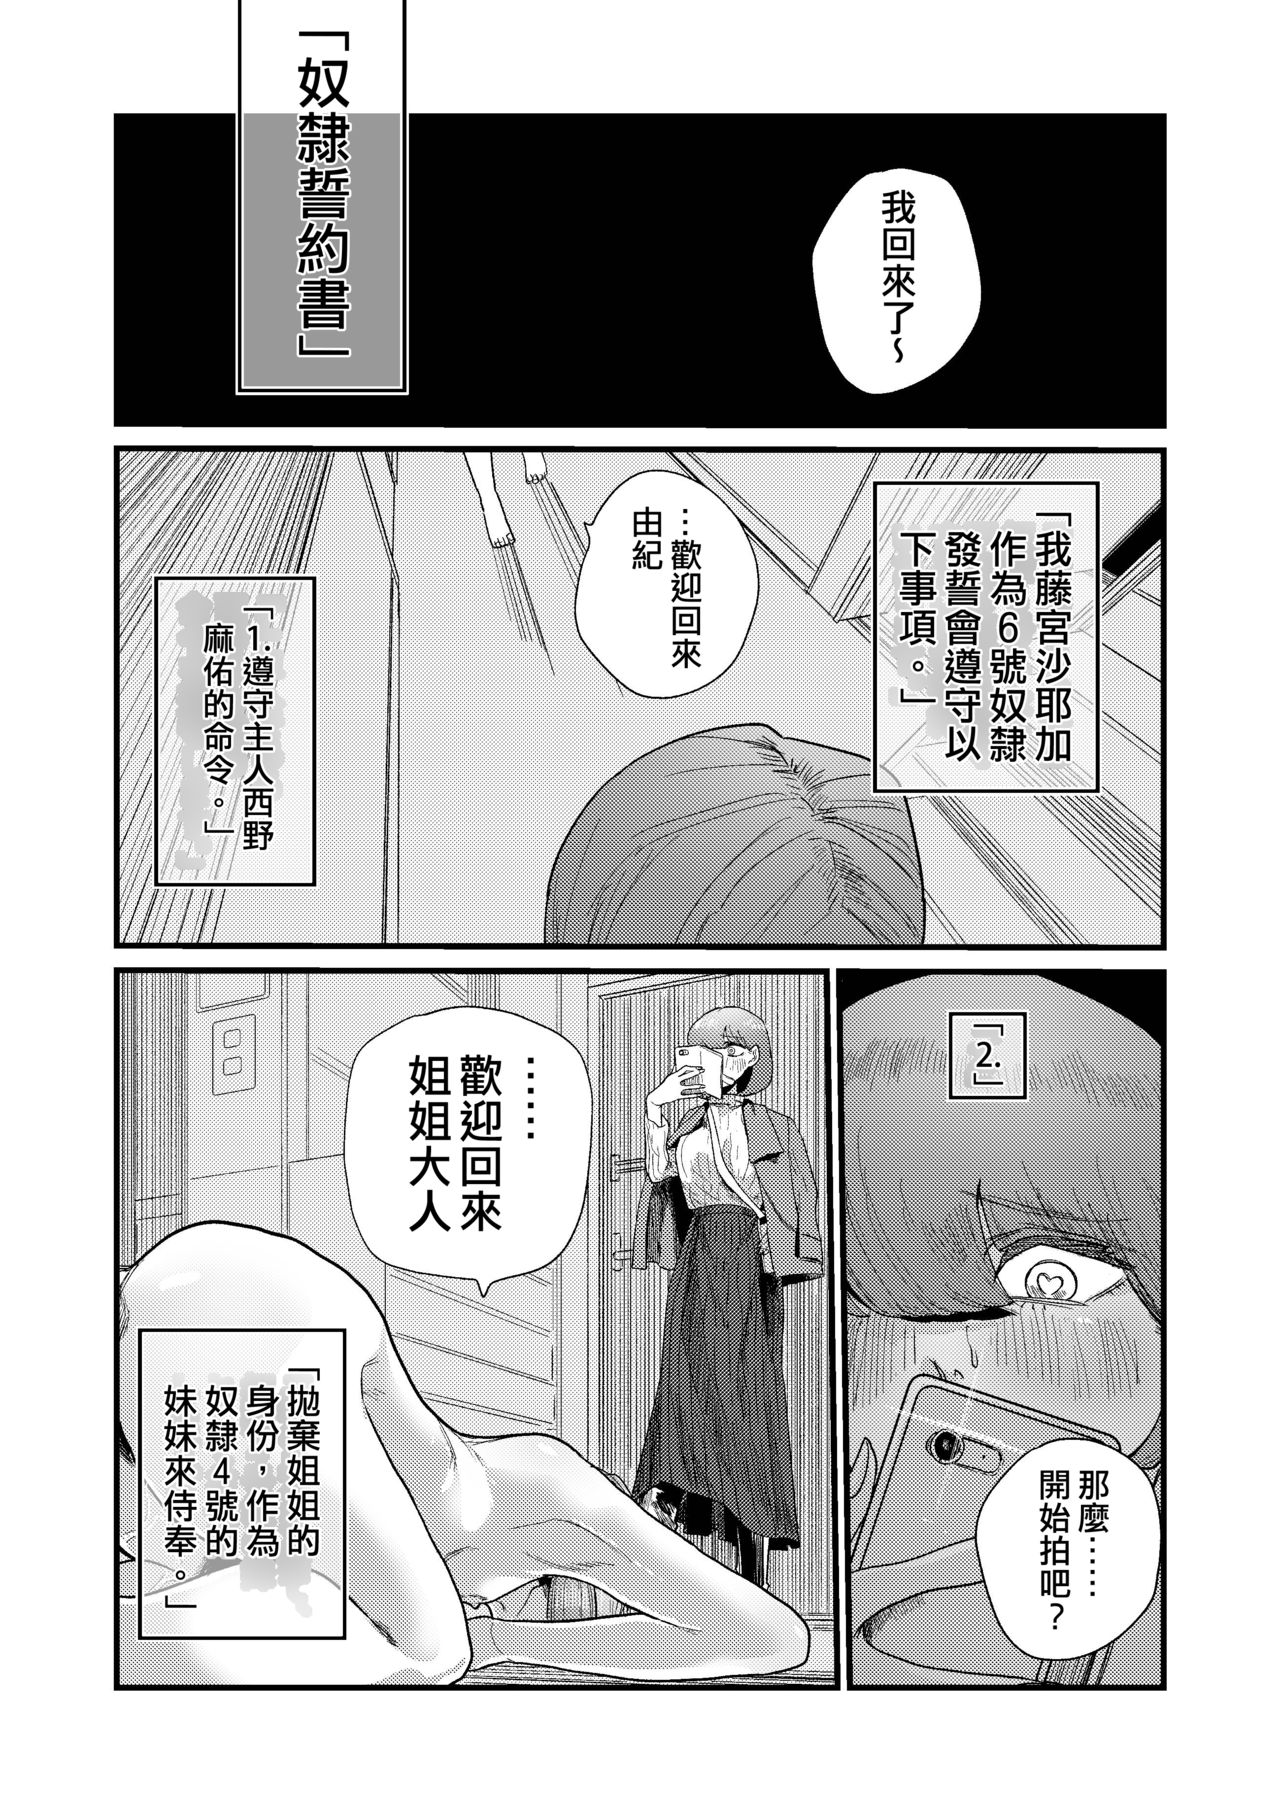 我回來了～
「奴隸誓約書」
「我藤宮沙耶加
作為6號奴隸
發誓會遵守以
下事項。」
…歡迎回來
由紀
「1.遵守主人西野
麻佑的命令。」
「2.」
那麼……
開始拍吧？
……
歡迎回來
姐姐大人
「拋棄姐姐的
身份，作為
奴隸4號的
妹妹來侍奉。」